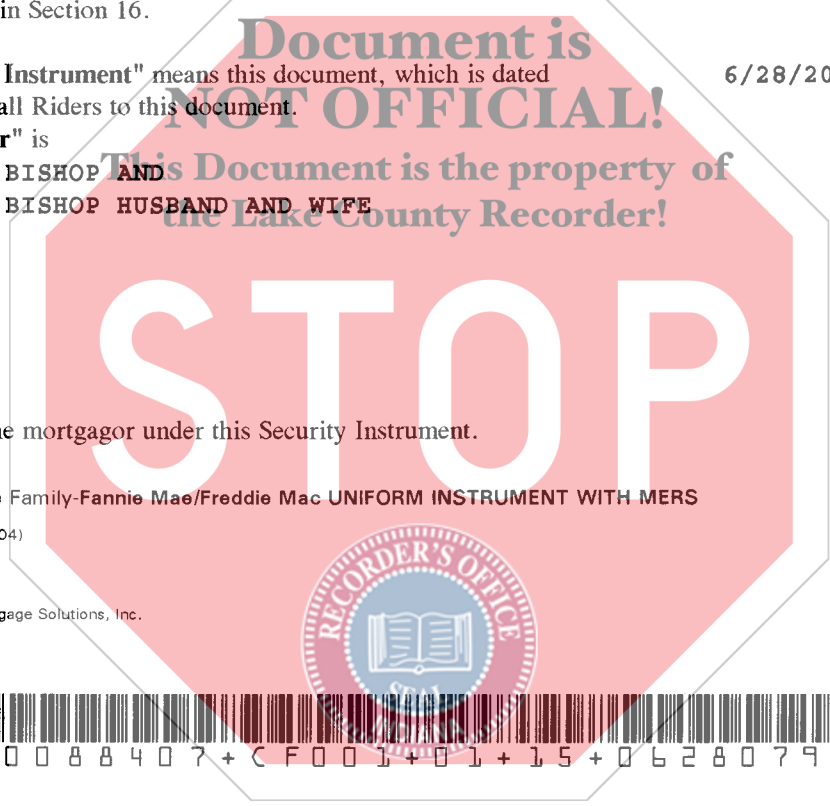 in Section 16.
Document is
Instrument" means this document, which is dated 6/28/20
all Riders to this document.
NOT OFFICIAL!
r" is
BISHOP AND
This Document is the property of
BISHOP HUSBAND AND WIFE
the Lake County Recorder!
STOP
e mortgagor under this Security Instrument.
Family-Fannie Mae/Freddie Mac UNIFORM INSTRUMENT WITH MERS
04)
RECORDER'S OFFICE
gage Solutions, Inc.
SEAL
INDIANA
0088407+CF001+01+15+0628079